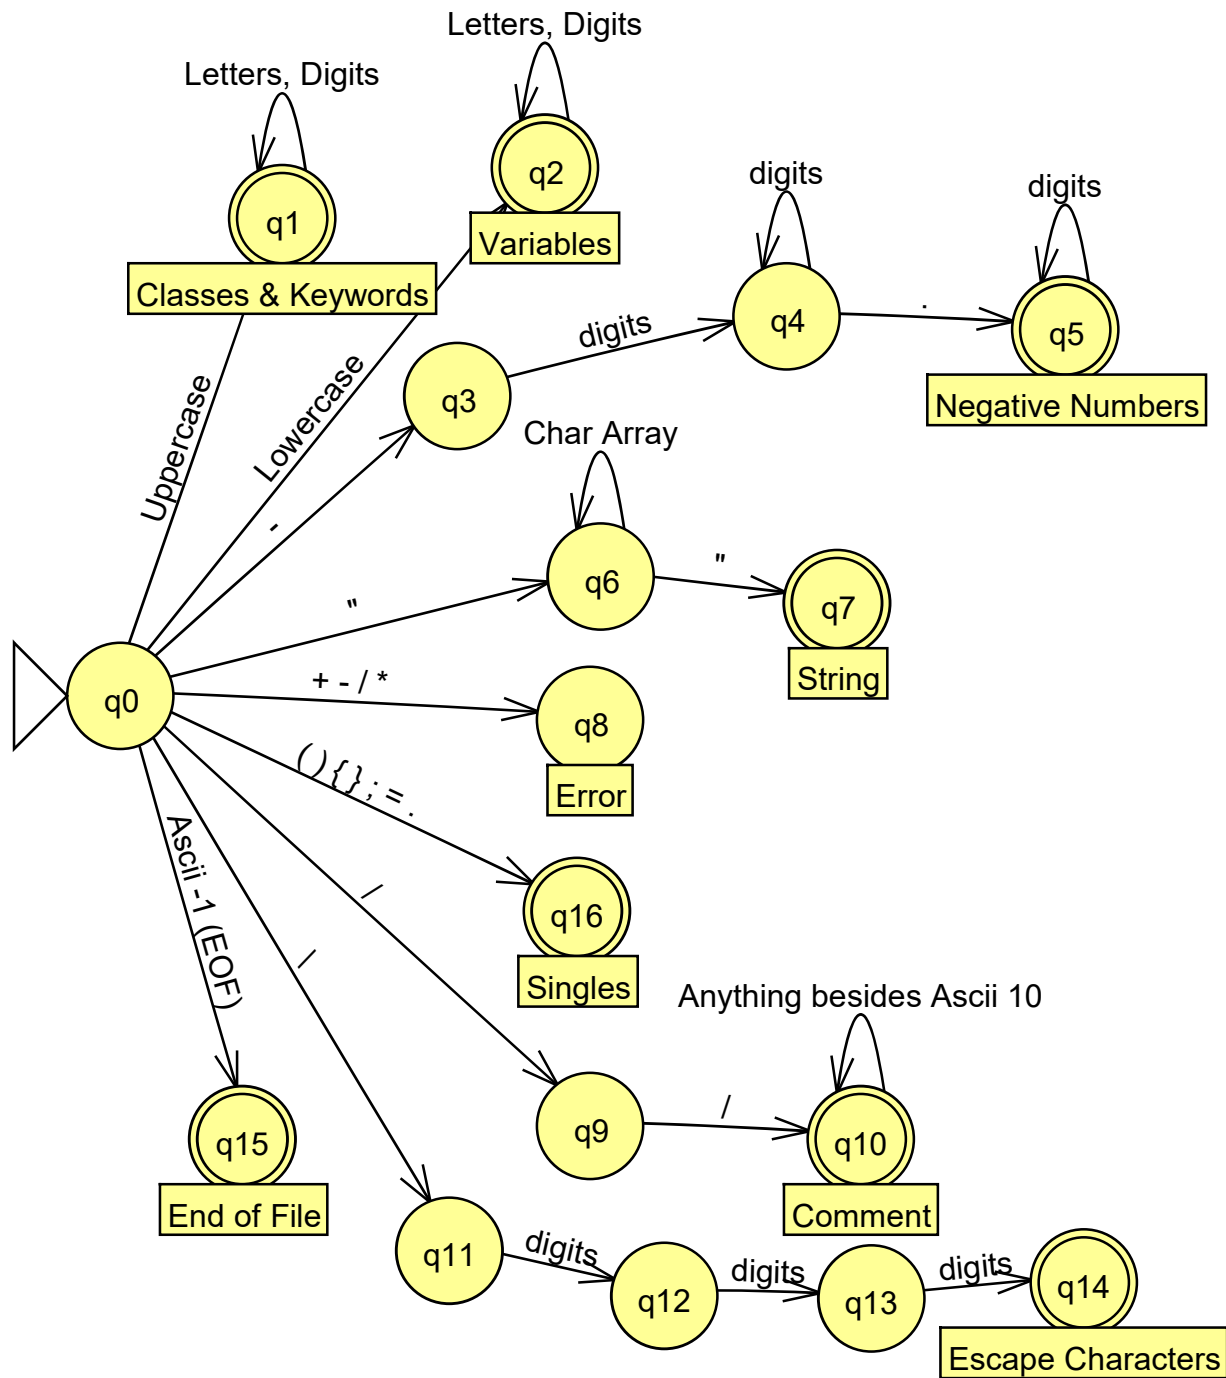 Letters, Digits
Letters, Digits
q1
q2
Classes & Keywords
Variables
digits
digits
q3
digits
q4
.
q5
Negative Numbers
Uppercase
Lowercase
-
Char Array
"
q6
"
q7
String
q0
+ - / *
q8
Error
( ) { } ; = .
q16
Singles
Ascii -1 (EOF)
/
/
Anything besides Ascii 10
q15
End of File
q9
/
q10
Comment
q11
digits
q12
digits
q13
digits
q14
Escape Characters